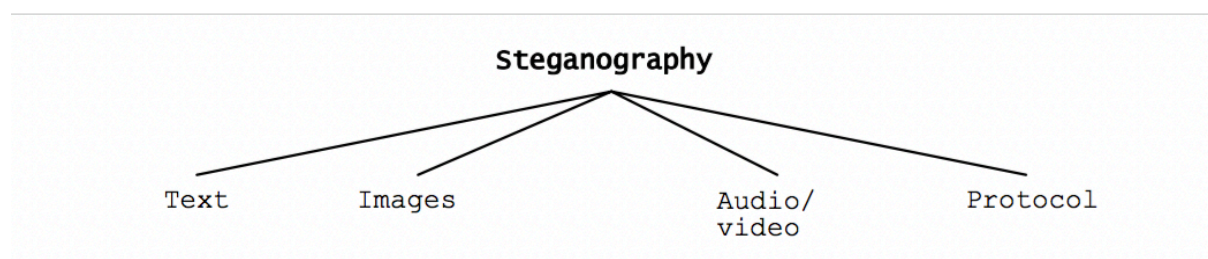 Steganography
Text
Images
Audio/
video
Protocol